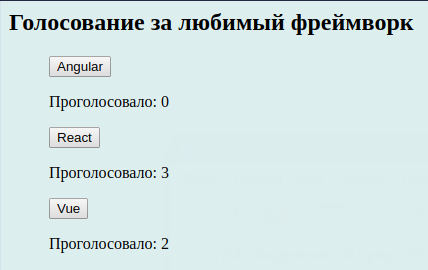 Голосование за любимый фреймворк
Angular
Проголосовало: 0
React
Проголосовало: 3
Vue
Проголосовало: 2